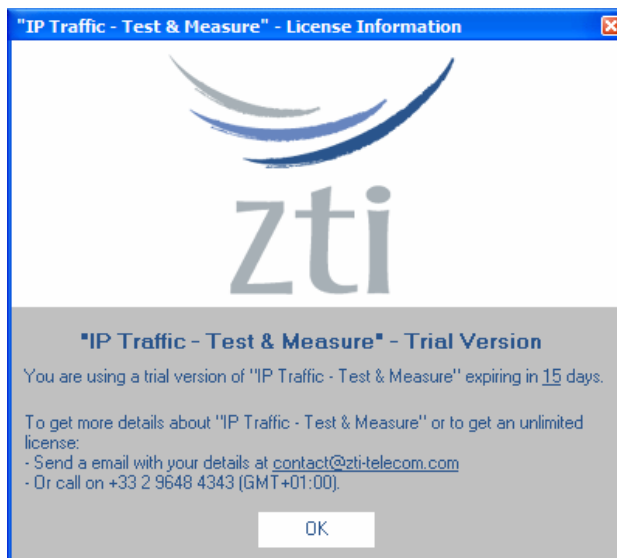 "IP Traffic - Test & Measure" - License Information
zti
"IP Traffic - Test & Measure" - Trial Version
You are using a trial version of "IP Traffic - Test & Measure" expiring in 15 days.
To get more details about "IP Traffic - Test & Measure" or to get an unlimited
license:
- Send a email with your details at contact@zti-telecom.com
- Or call on +33 2 9648 4343 (GMT+01:00).
OK